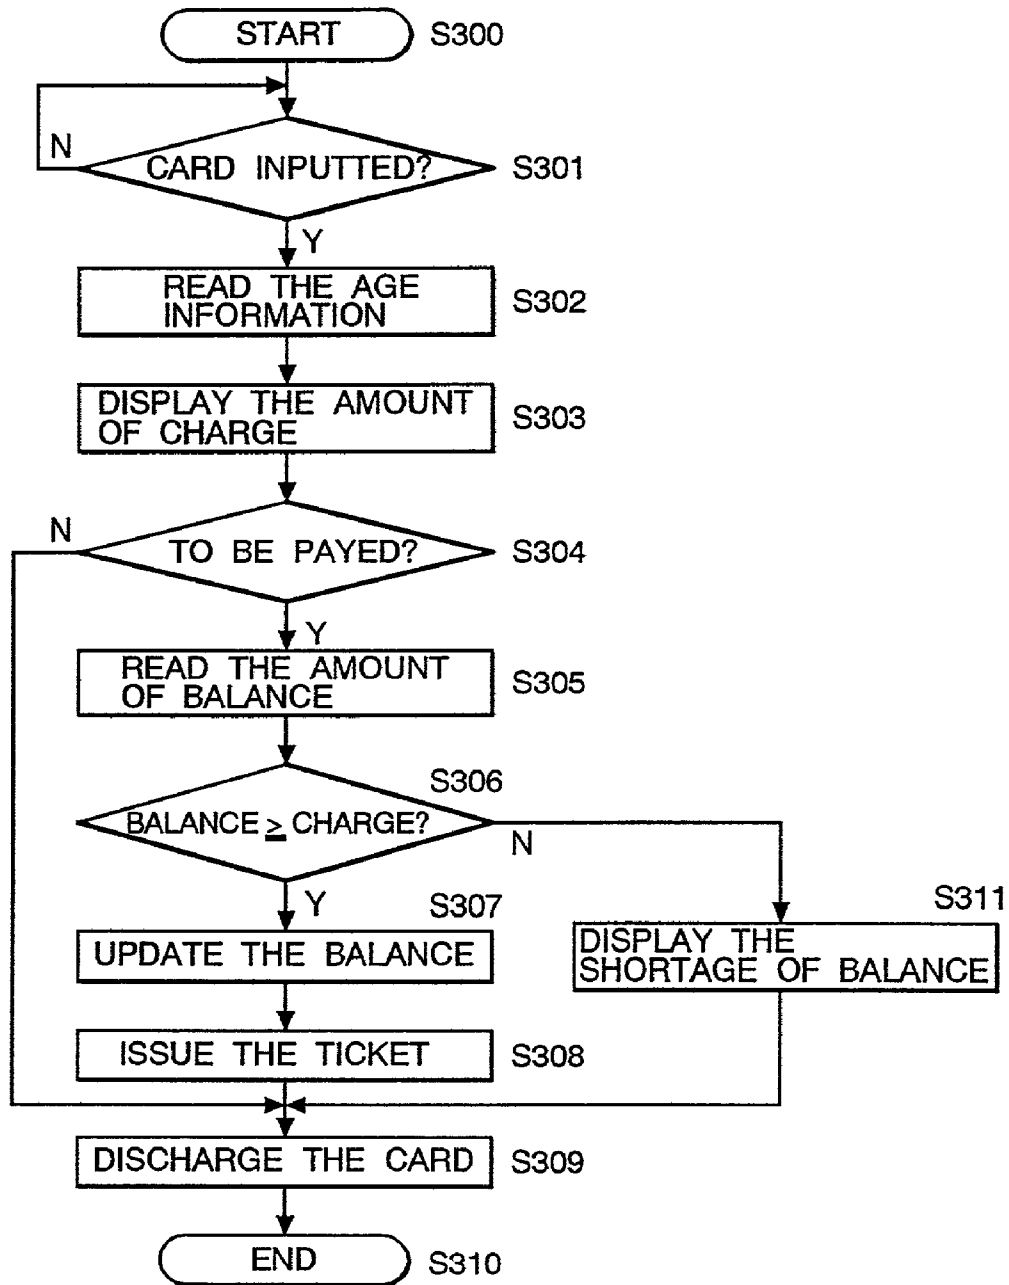 START S300
N
CARD INPUTTED? S301
Y
READ THE AGE
INFORMATION
S302
DISPLAY THE AMOUNT
OF CHARGE
S303
N
TO BE PAYED? S304
Y
READ THE AMOUNT
OF BALANCE
S305
S306
BALANCE ≥ CHARGE?
N
Y
S307
UPDATE THE BALANCE
S311
DISPLAY THE
SHORTAGE OF BALANCE
ISSUE THE TICKET S308
DISCHARGE THE CARD S309
END S310